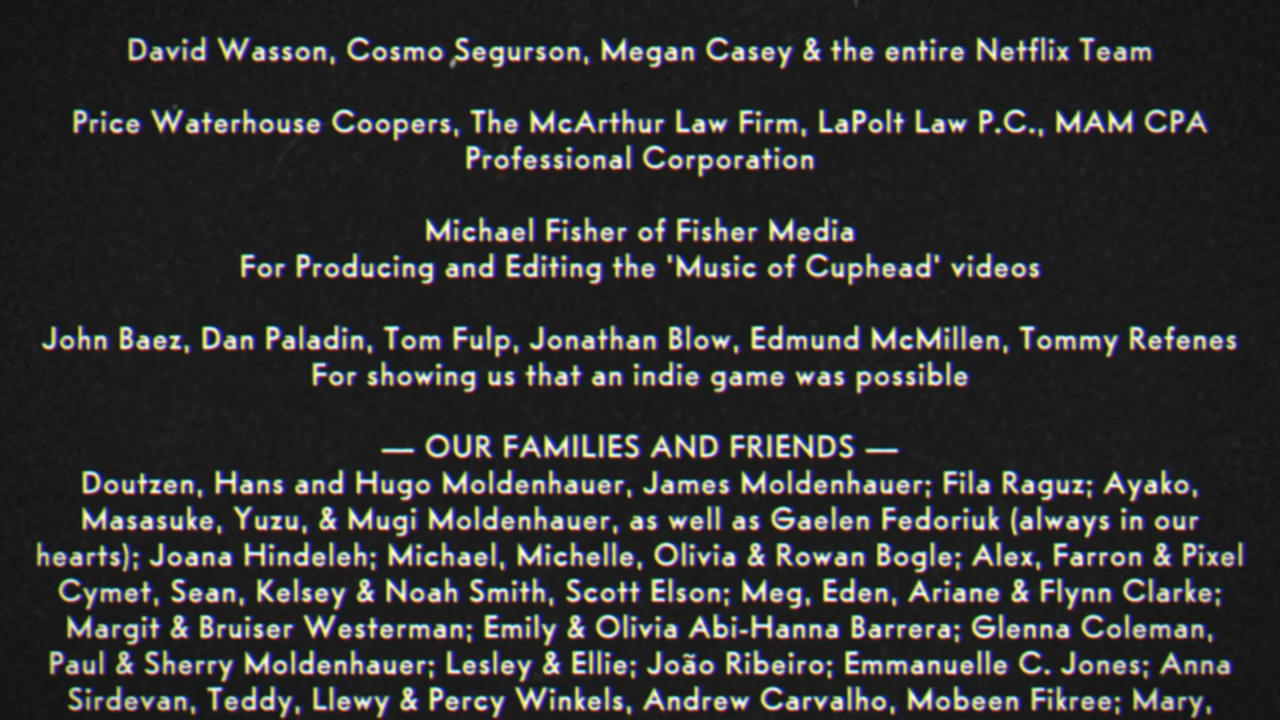 David Wasson, Cosmo Segurson, Megan Casey & the entire Netflix Team
Price Waterhouse Coopers, The McArthur Law Firm, LaPolt Law P.C., MAM CPA
Professional Corporation
Michael Fisher of Fisher Media
For Producing and Editing the 'Music of Cuphead' videos
John Baez, Dan Paladin, Tom Fulp, Jonathan Blow, Edmund McMillen, Tommy Refenes
For showing us that an indie game was possible
— OUR FAMILIES AND FRIENDS —
Doutzen, Hans and Hugo Moldenhauer, James Moldenhauer; Fila Raguz; Ayako,
Masasuke, Yuzu, & Mugi Moldenhauer, as well as Gaelen Fedoriuk (always in our
hearts); Joana Hindeleh; Michael, Michelle, Olivia & Rowan Bogle; Alex, Farron & Pixel
Cymet, Sean, Kelsey & Noah Smith, Scott Elson; Meg, Eden, Ariane & Flynn Clarke;
Margit & Bruiser Westerman; Emily & Olivia Abi-Hanna Barrera; Glenna Coleman,
Paul & Sherry Moldenhauer; Lesley & Ellie; João Ribeiro; Emmanuelle C. Jones; Anna
Sirdevan, Teddy, Llewy & Percy Winkels, Andrew Carvalho, Mobeen Fikree; Mary,